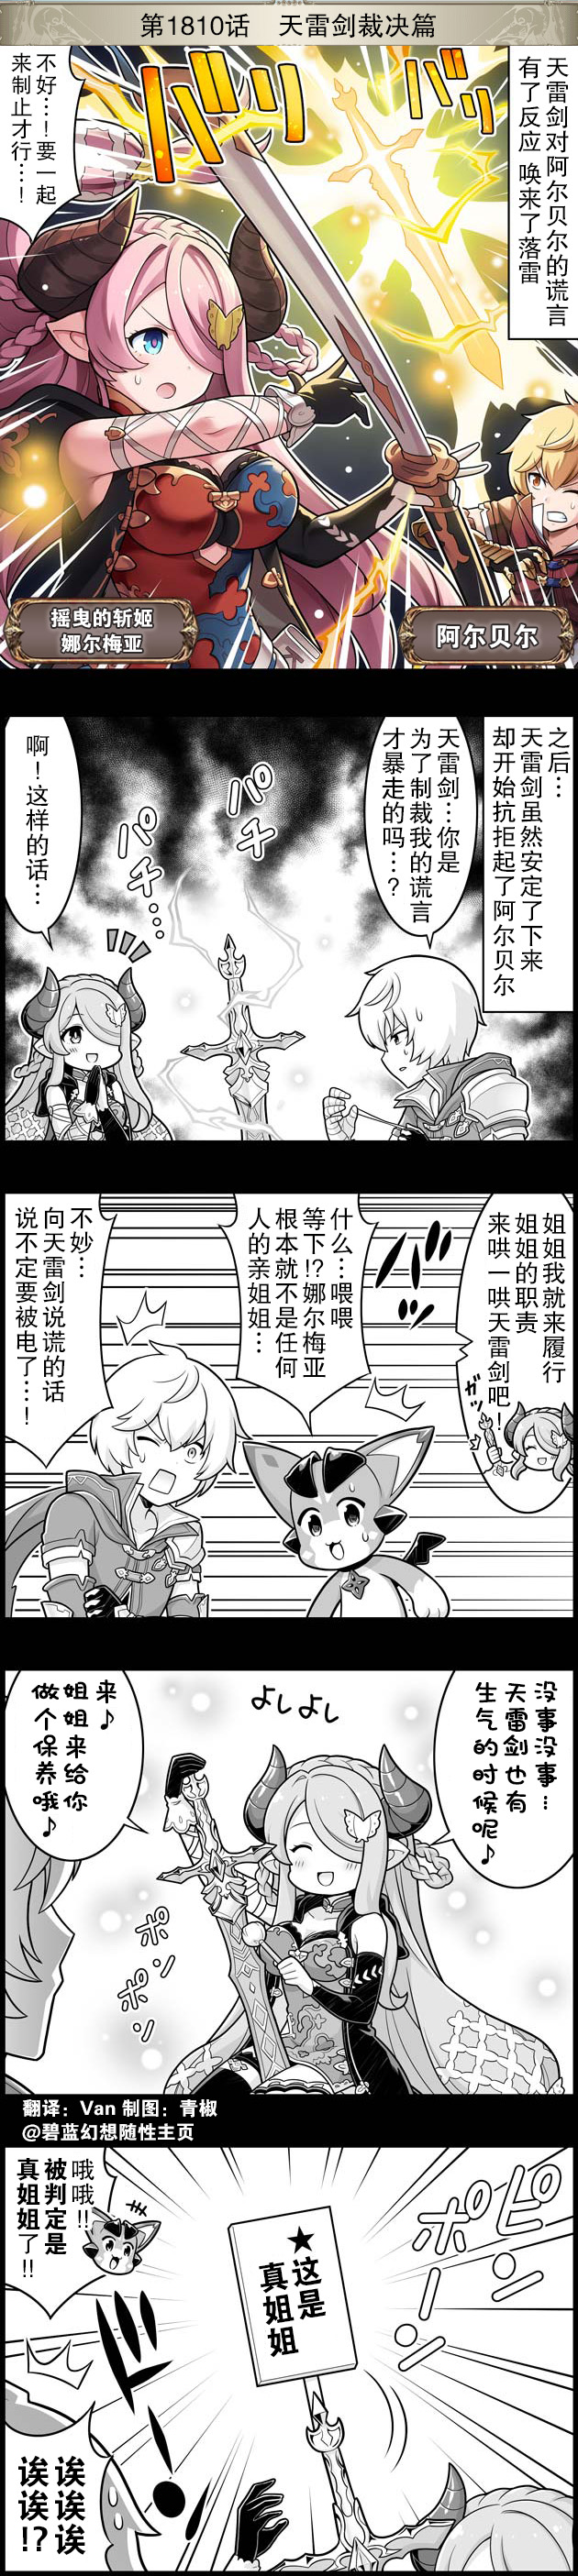 第1810话 天雷剑裁决篇
天雷剑对阿尔贝尔的谎言
有了反应 唤来了落雷
バリ
バリ
不好…！要一起
来制止才行…！
摇曳的斩姬
娜尔梅亚
阿尔贝尔
之后…
天雷剑虽然安定了下来
却开始抗拒起了阿尔贝尔
天雷剑…你是
为了制裁我的谎言
才暴走的吗…？
パチ
パチ…
啊！这样的话…
姐姐我就来履行
姐姐的职责
来哄一哄天雷剑吧！
ガッ
什么…喂喂
等下!?娜尔梅亚
根本就不是任何
人的亲姐姐…
不妙…
向天雷剑说谎的话
说不定要被电了…！
没事没事…
天雷剑也有
生气的时候呢♪
よしよし
来♪
姐姐来给你
做个保养哦♪
ポン
ポン
翻译：Van 制图：青椒
@碧蓝幻想随性主页
ピンポーン
★这是
真姐姐
哦哦!!
被判定是
真姐姐了!!
ド
诶诶诶
诶诶!?